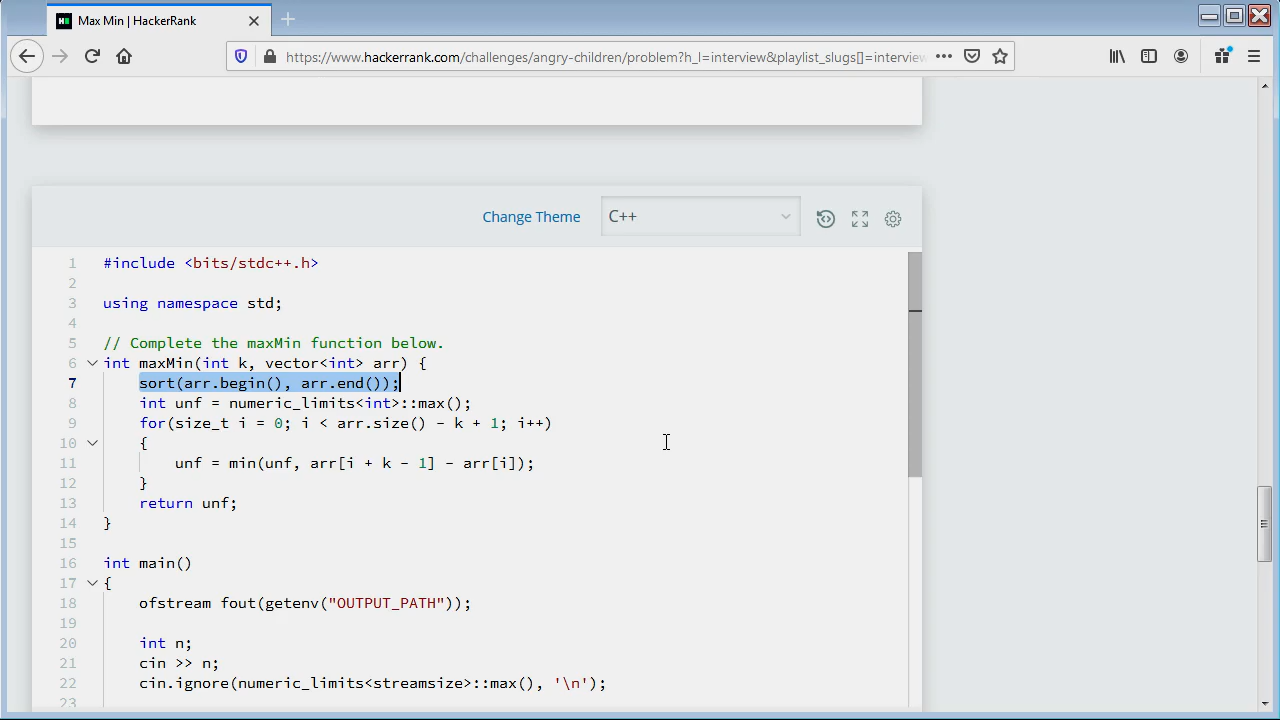 Max Min | HackerRank
https://www.hackerrank.com/challenges/angry-children/problem?h_l=interview&playlist_slugs[]=interview
Change Theme
C++
1 #include <bits/stdc++.h>
2
3 using namespace std;
4
5 // Complete the maxMin function below.
6 int maxMin(int k, vector<int> arr) {
7 sort(arr.begin(), arr.end());
8 int unf = numeric_limits<int>::max();
9 for(size_t i = 0; i < arr.size() - k + 1; i++)
10 {
11 unf = min(unf, arr[i + k - 1] - arr[i]);
12 }
13 return unf;
14 }
15
16 int main()
17 {
18 ofstream fout(getenv("OUTPUT_PATH"));
19
20 int n;
21 cin >> n;
22 cin.ignore(numeric_limits<streamsize>::max(), '\n');
23